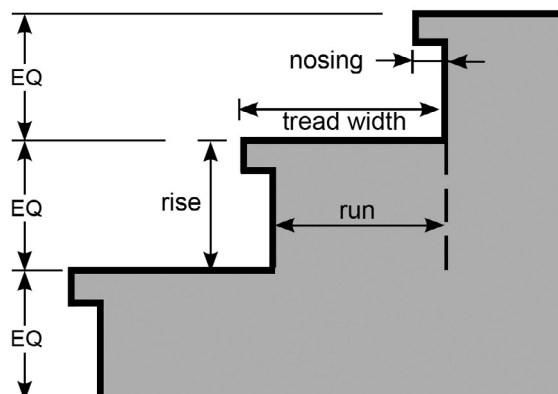 nosing
EQ
tread width
rise
EQ
run
EQ